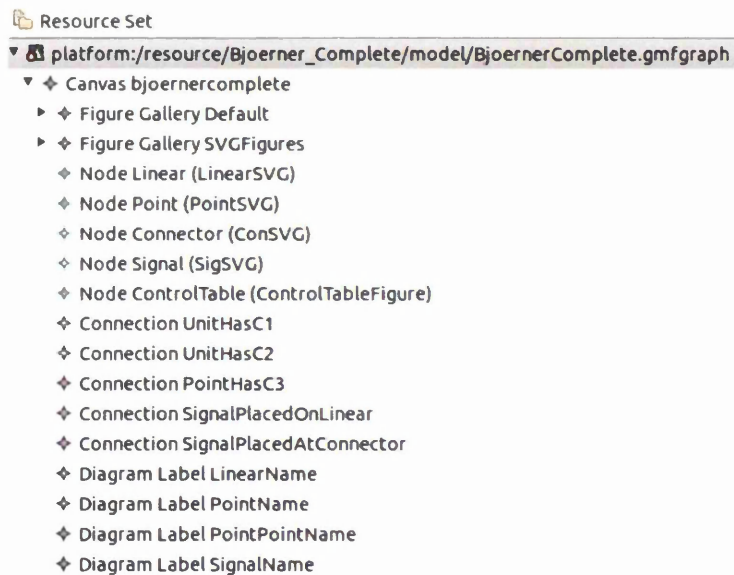 Resource Set
platform:/resource/Bjoerner_Complete/model/BjoernerComplete.gmfgraph
Canvas bjoernercomplete
Figure Gallery Default
Figure Gallery SVGFigures
Node Linear (LinearSVG)
Node Point (PointSVG)
Node Connector (ConSVG)
Node Signal (SigSVG)
Node ControlTable (ControlTableFigure)
Connection UnitHasC1
Connection UnitHasC2
Connection PointHasC3
Connection SignalPlacedOnLinear
Connection SignalPlacedAtConnector
Diagram Label LinearName
Diagram Label PointName
Diagram Label PointPointName
Diagram Label SignalName